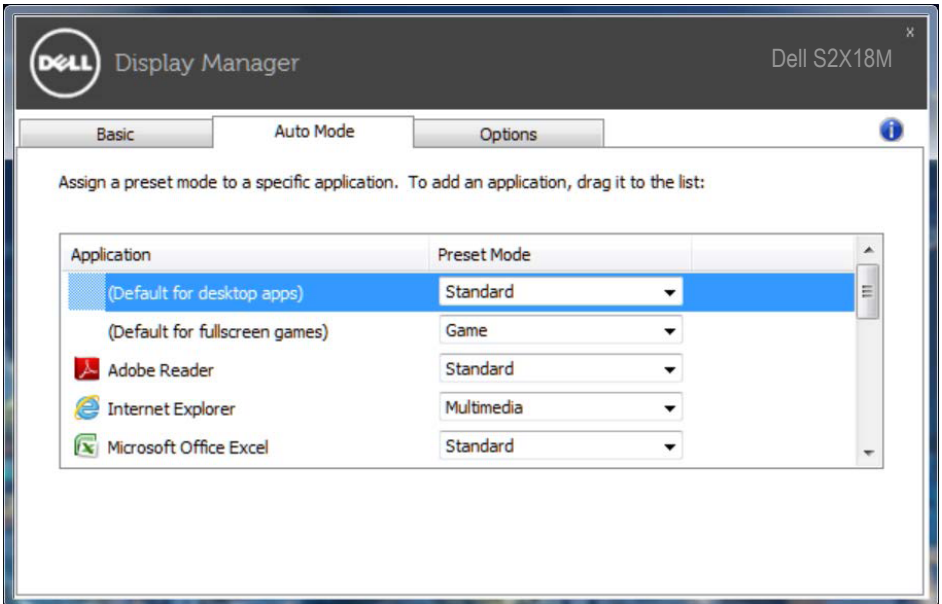 x
DELL Display Manager Dell S2X18M
Basic Auto Mode Options
Assign a preset mode to a specific application. To add an application, drag it to the list:
Application Preset Mode
(Default for desktop apps) Standard
(Default for fullscreen games) Game
Adobe Reader Standard
Internet Explorer Multimedia
Microsoft Office Excel Standard